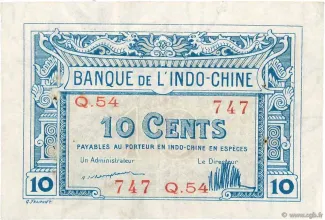 BANQUE DE L'INDO-CHINE
Q.54 747
10 CENTS
PAYABLES AU PORTEUR EN INDO-CHINE EN ESPÈCES
Un Administrateur Le Directeur
747 Q.54
10 10